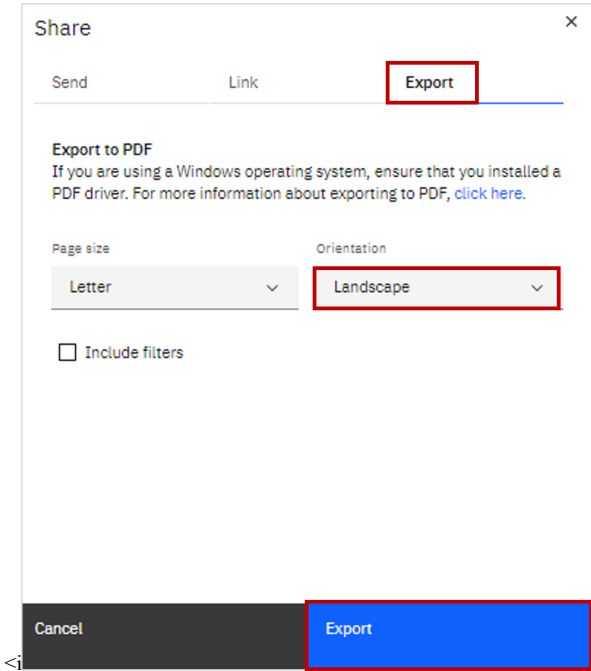 Share
Send Link Export
Export to PDF
If you are using a Windows operating system, ensure that you installed a
PDF driver. For more information about exporting to PDF, click here.
Page size Orientation
Letter Landscape
Include filters
Cancel Export
<i